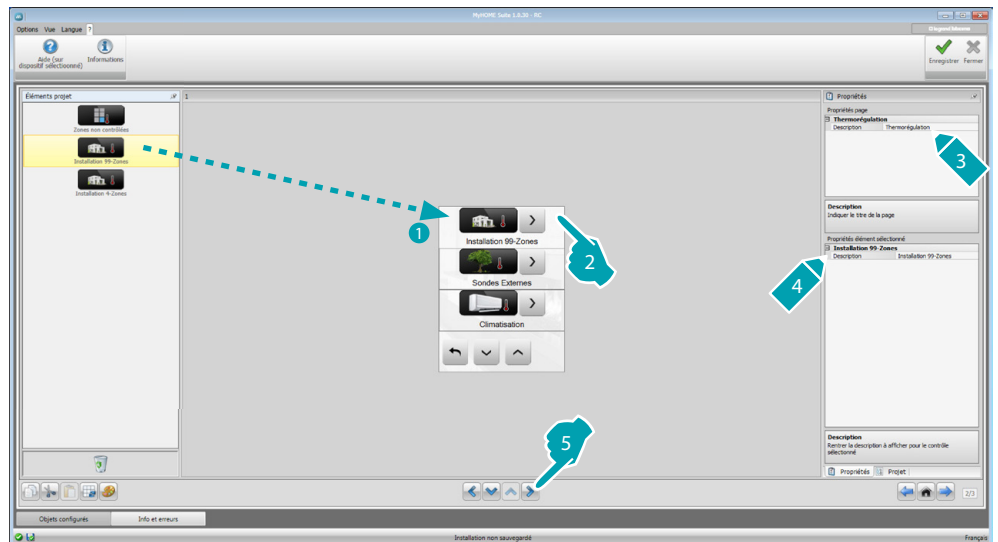 MyHOME Suite 1.0.20 - RC
Options Vue Langue ?
Aide (sur dispositif sélectionné)
Informations
Enregistrer Fermer
Éléments projet
1
Zones non contrôlées
Installation 99-Zones
Installation 4-Zones
1
Installation 99-Zones
2
Sondes Externes
Climatisation
5
Propriétés
Propriétés page
Thermorégulation
Description Thermorégulation
3
Description
Indiquer le titre de la page
Propriétés élément sélectionné
Installation 99-Zones
Description Installation 99-Zones
4
Description
Rentrer la description à afficher pour le contrôle
sélectionné
Propriétés Projet
2/3
Objets configurés Info et erreurs
Installation non sauvegardé
Français